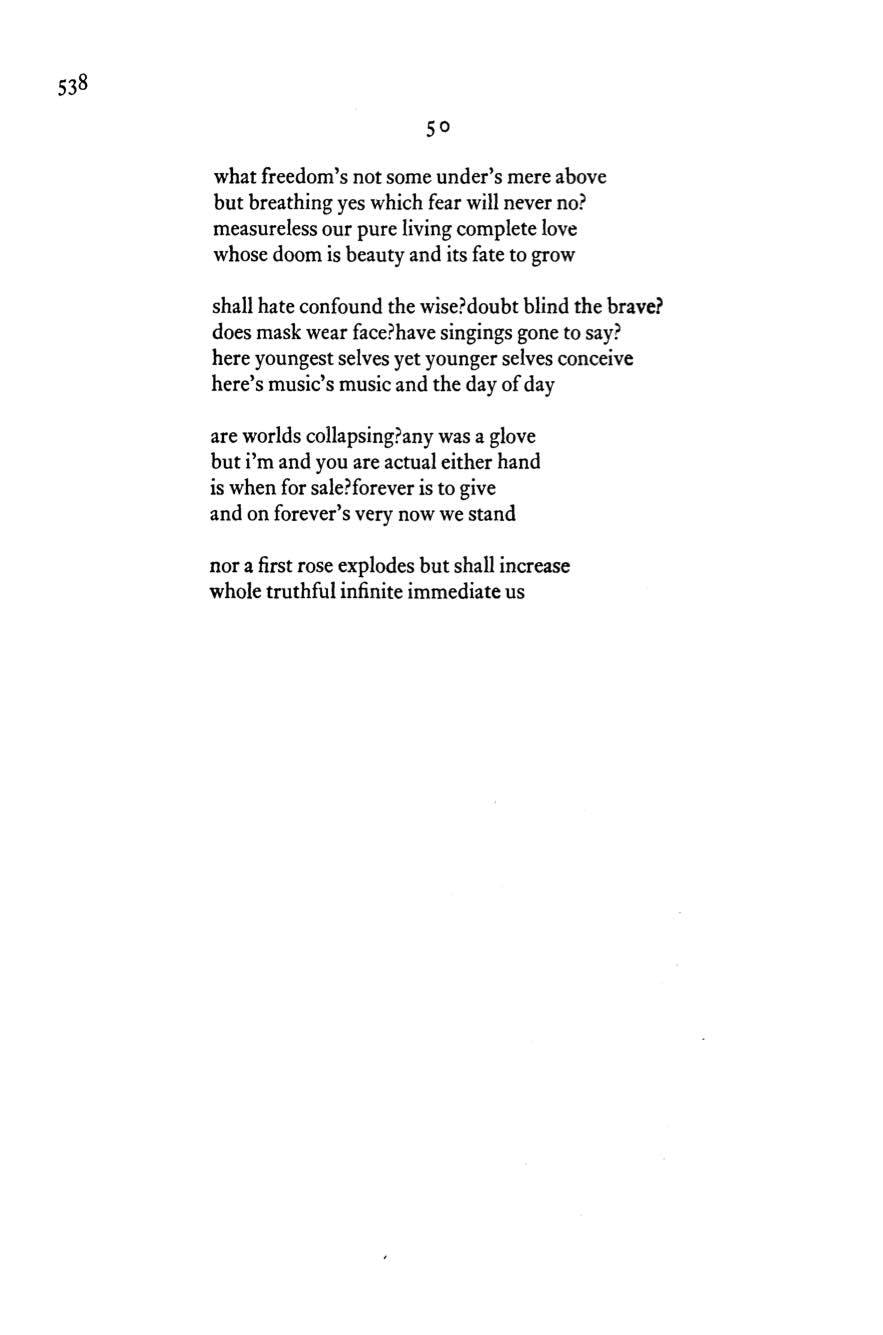 538
50
what freedom's not some under's mere above
but breathing yes which fear will never no?
measureless our pure living complete love
whose doom is beauty and its fate to grow
shall hate confound the wise?doubt blind the brave?
does mask wear face?have singings gone to say?
here youngest selves yet younger selves conceive
here's music's music and the day of day
are worlds collapsing?any was a glove
but i'm and you are actual either hand
is when for sale?forever is to give
and on forever's very now we stand
nor a first rose explodes but shall increase
whole truthful infinite immediate us